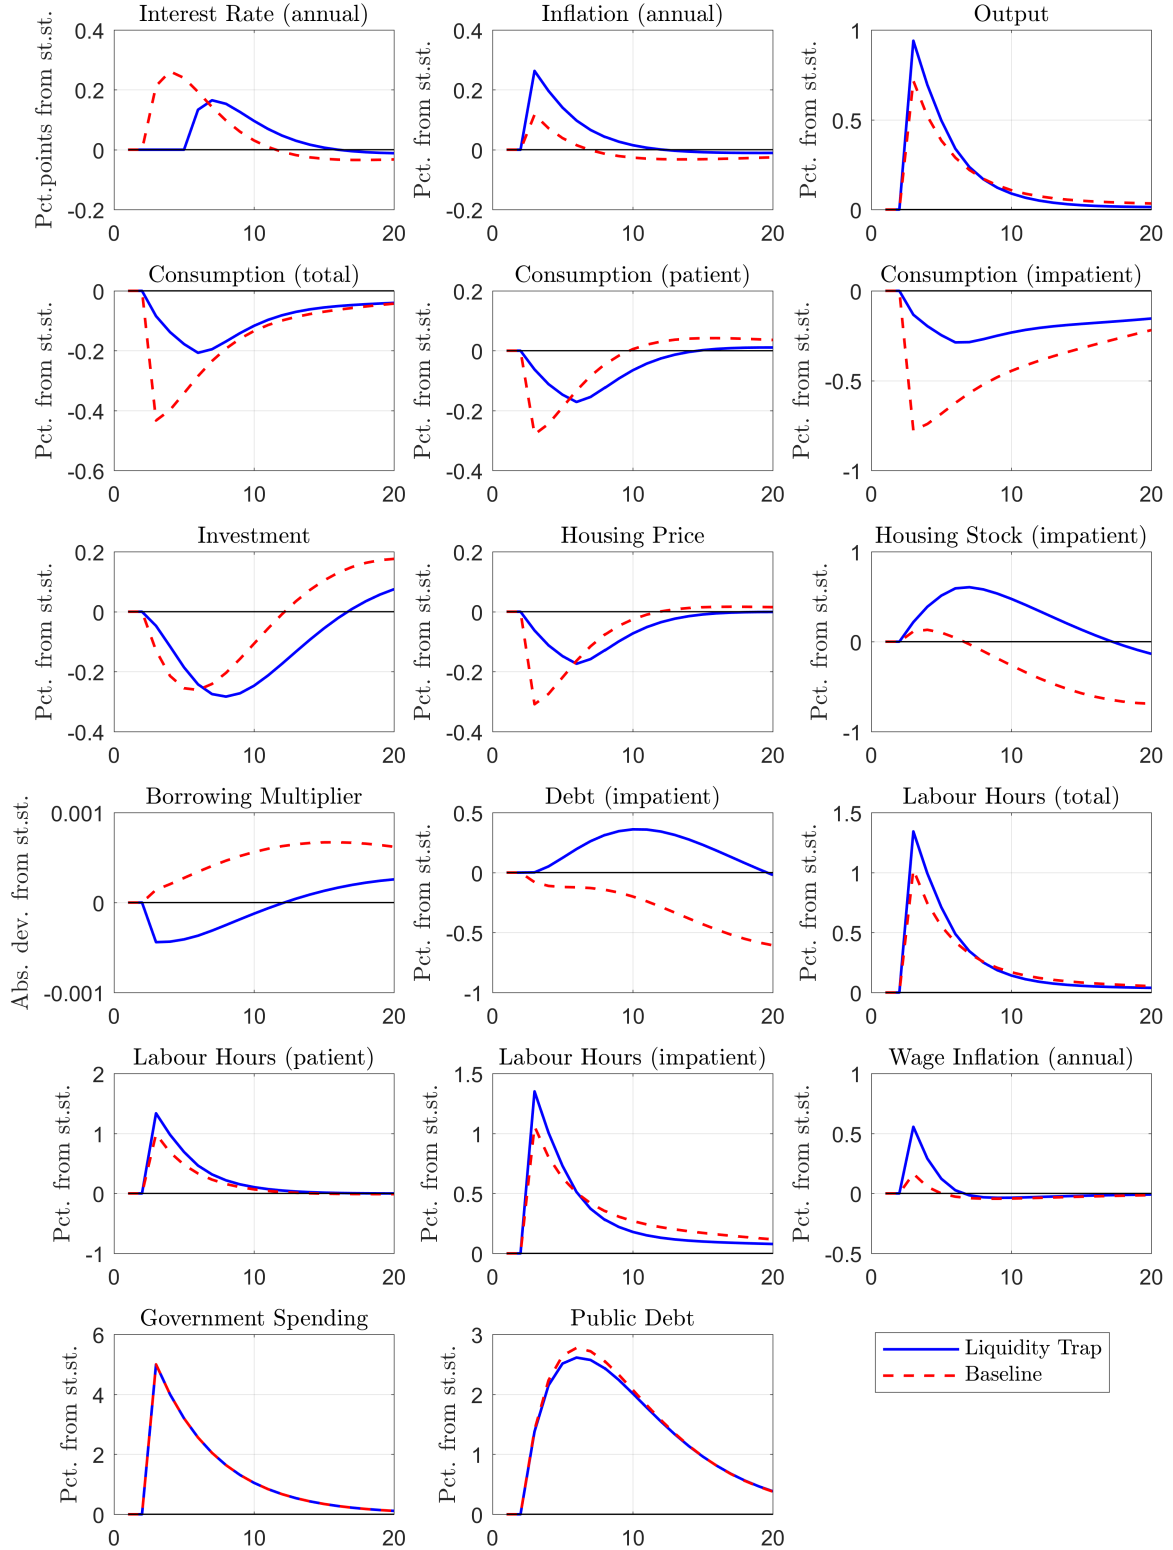 Interest Rate (annual)
Pct.points from st.st.
0.4
0.2
0
-0.2
0 10 20
Inflation (annual)
Pct. from st.st.
0.4
0.2
0
-0.2
0 10 20
Output
Pct. from st.st.
1
0.5
0
0 10 20
Consumption (total)
Pct. from st.st.
0
-0.2
-0.4
-0.6
0 10 20
Consumption (patient)
Pct. from st.st.
0.2
0
-0.2
-0.4
0 10 20
Consumption (impatient)
Pct. from st.st.
0
-0.5
-1
0 10 20
Investment
Pct. from st.st.
0.2
0
-0.2
-0.4
0 10 20
Housing Price
Pct. from st.st.
0.2
0
-0.2
-0.4
0 10 20
Housing Stock (impatient)
Pct. from st.st.
1
0
-1
0 10 20
Borrowing Multiplier
Abs. dev. from st.st.
0.001
0
-0.001
0 10 20
Debt (impatient)
Pct. from st.st.
0.5
0
-0.5
-1
0 10 20
Labour Hours (total)
Pct. from st.st.
1.5
1
0.5
0
0 10 20
Labour Hours (patient)
Pct. from st.st.
2
1
0
-1
0 10 20
Labour Hours (impatient)
Pct. from st.st.
1.5
1
0.5
0
0 10 20
Wage Inflation (annual)
Pct. from st.st.
1
0.5
0
-0.5
0 10 20
Government Spending
Pct. from st.st.
6
4
2
0
0 10 20
Public Debt
Pct. from st.st.
3
2
1
0
0 10 20
Liquidity Trap
Baseline